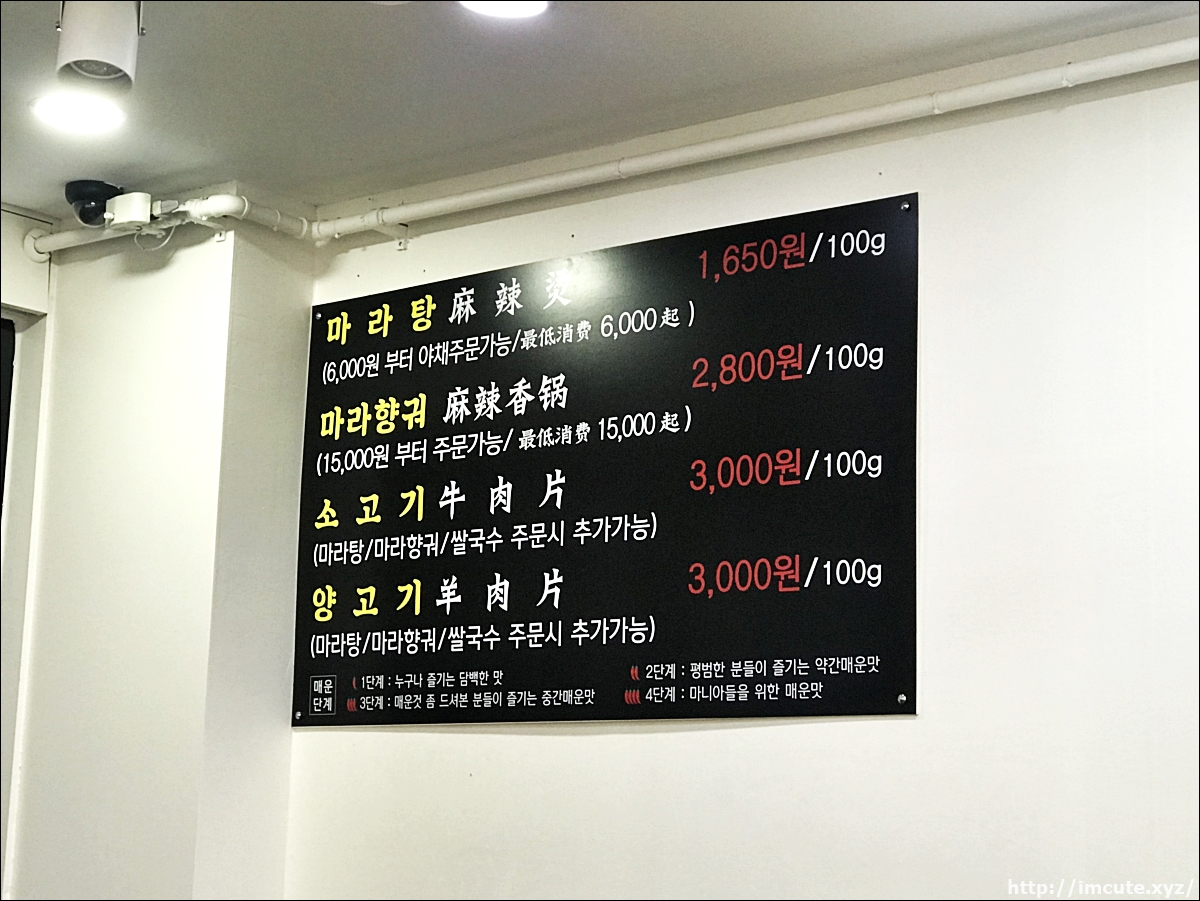 마라탕 麻辣烫 1,650원/100g
(6,000원 부터 야채주문가능/最低消费 6,000起)
마라향궈 麻辣香锅 2,800원/100g
(15,000원 부터 주문가능/ 最低消费 15,000起)
소고기 牛肉片 3,000원/100g
(마라탕/마라향궈/쌀국수 주문시 추가가능)
양고기 羊肉片 3,000원/100g
(마라탕/마라향궈/쌀국수 주문시 추가가능)
매운
단계
1단계 : 누구나 즐기는 담백한 맛
2단계 : 평범한 분들이 즐기는 약간매운맛
3단계 : 매운것 좀 드셔본 분들이 즐기는 중간매운맛
4단계 : 마니아들을 위한 매운맛
http://imcute.xyz/